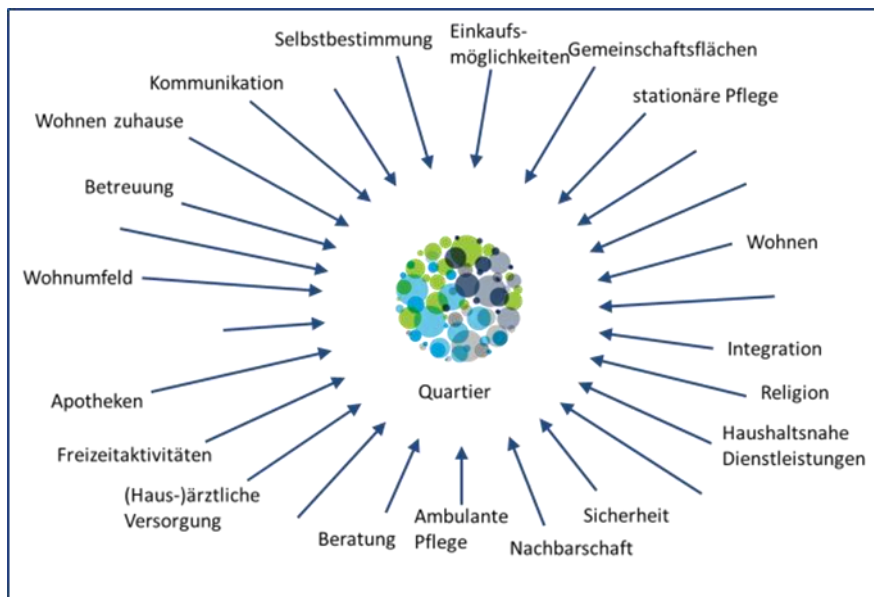 Selbstbestimmung
Einkaufs-
möglichkeiten
Gemeinschaftsflächen
Kommunikation
stationäre Pflege
Wohnen zuhause
Betreuung
Wohnen
Wohnumfeld
Integration
Apotheken
Quartier
Religion
Freizeitaktivitäten
Haushaltsnahe
Dienstleistungen
(Haus-)ärztliche
Versorgung
Beratung
Ambulante
Pflege
Sicherheit
Nachbarschaft